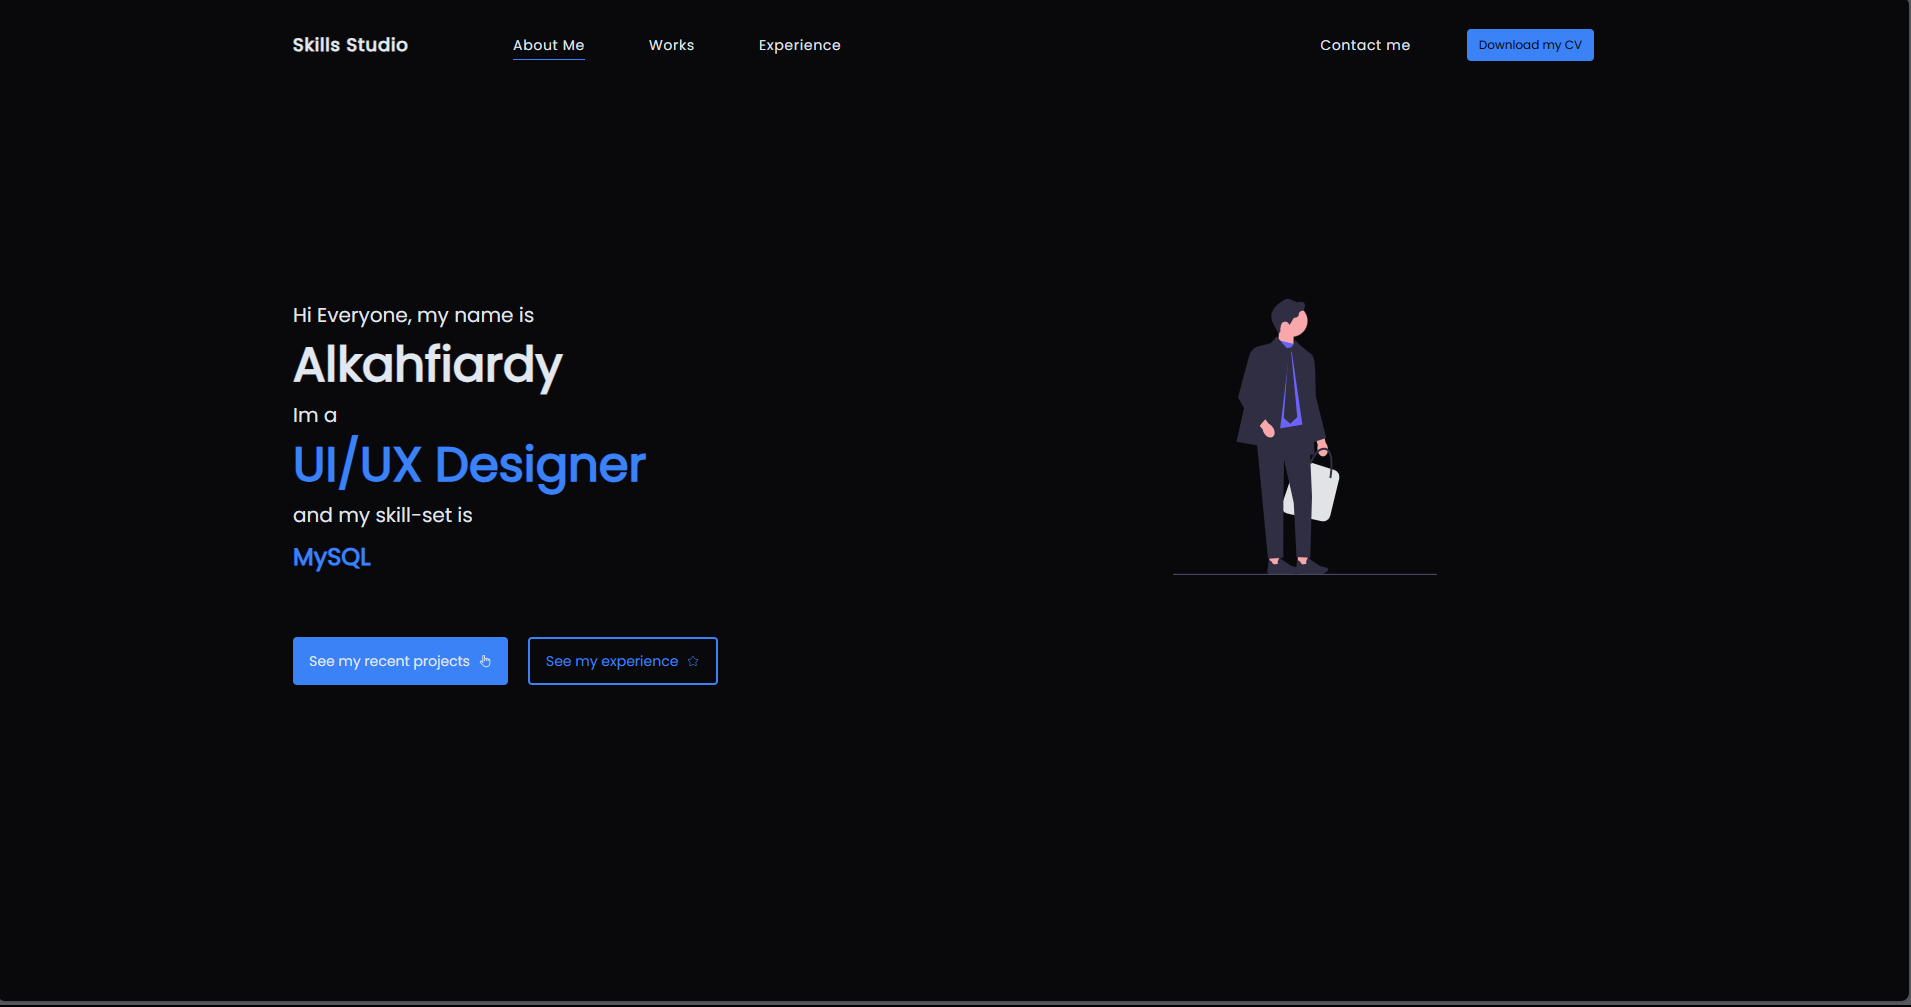 Skills Studio
About Me
Works
Experience
Contact me
Download my CV
Hi Everyone, my name is
Alkahfiardy
Im a
UI/UX Designer
and my skill-set is
MySQL
See my recent projects
See my experience